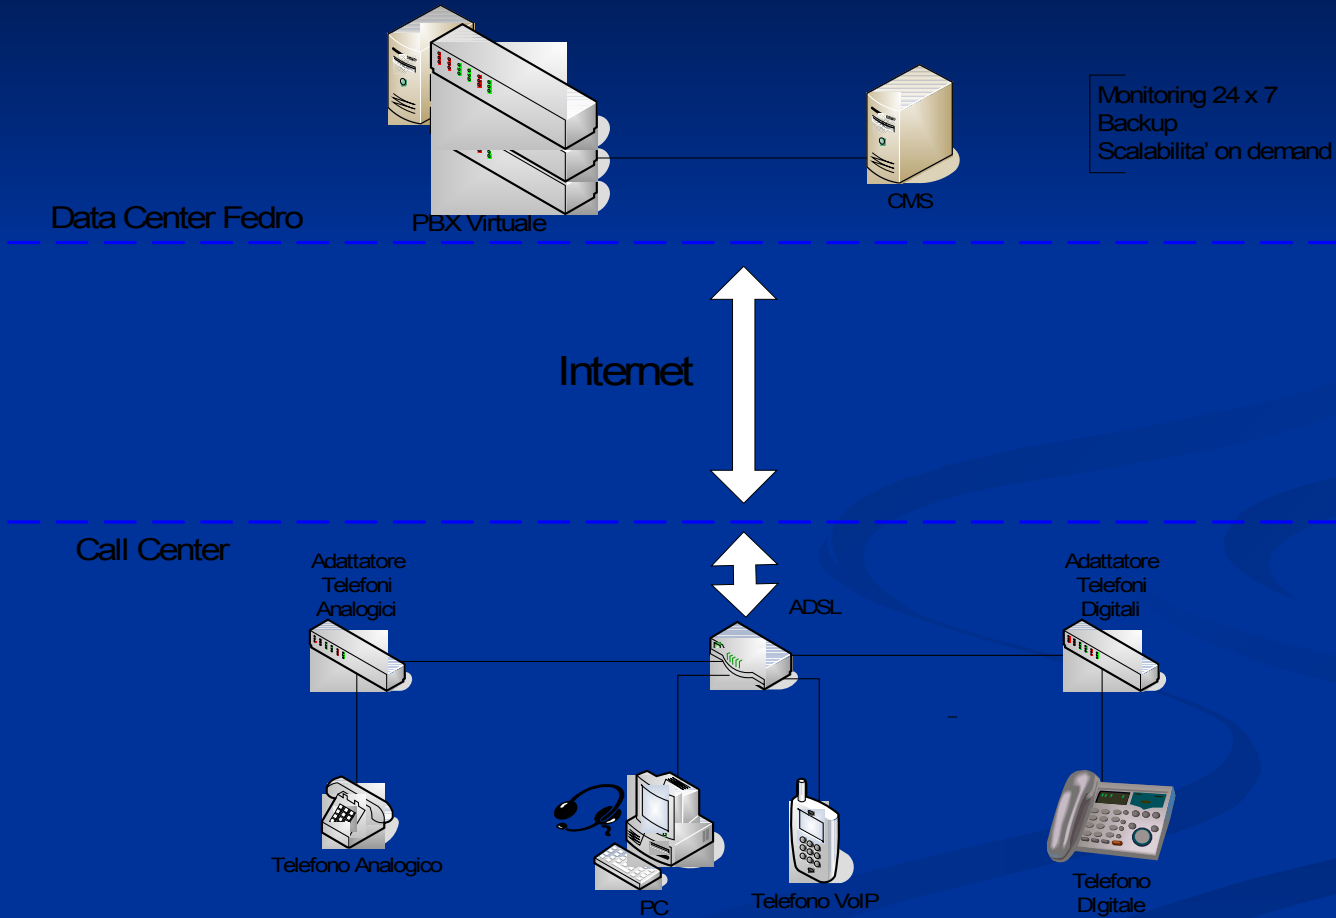 Monitoring 24 x 7
Backup
Scalabilita' on demand
CMS
Data Center Fedro
PBX Virtuale
Internet
Call Center
Adattatore
Telefoni
Analogici
ADSL
Adattatore
Telefoni
Digitali
Telefono Analogico
PC
Telefono VoIP
Telefono
DIgitale